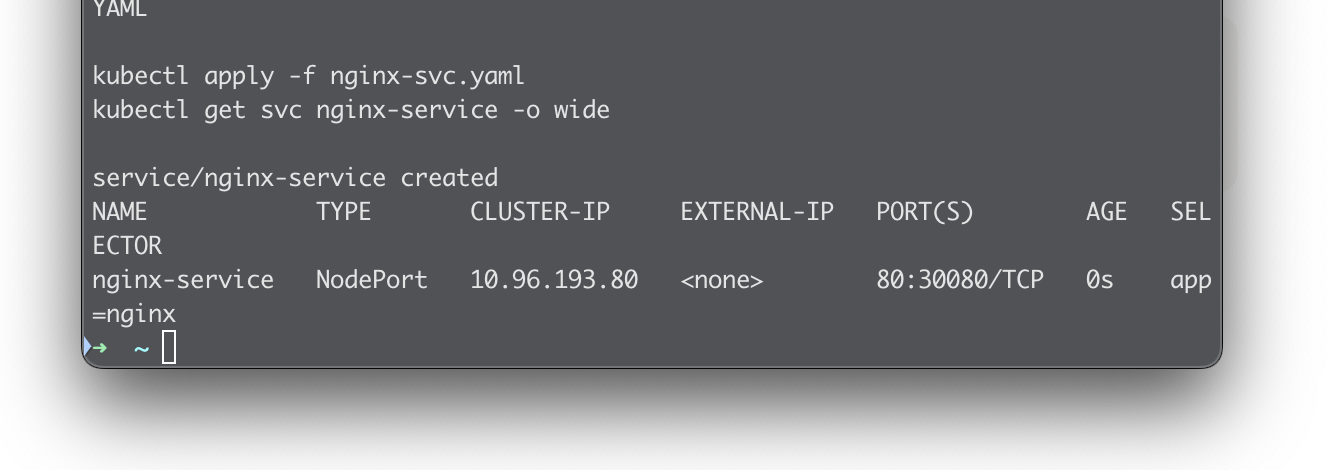 YAML
kubectl apply -f nginx-svc.yaml
kubectl get svc nginx-service -o wide
service/nginx-service created
NAME            TYPE       CLUSTER-IP     EXTERNAL-IP   PORT(S)        AGE   SEL
ECTOR
nginx-service   NodePort   10.96.193.80   <none>        80:30080/TCP   0s    app
=nginx
➜  ~